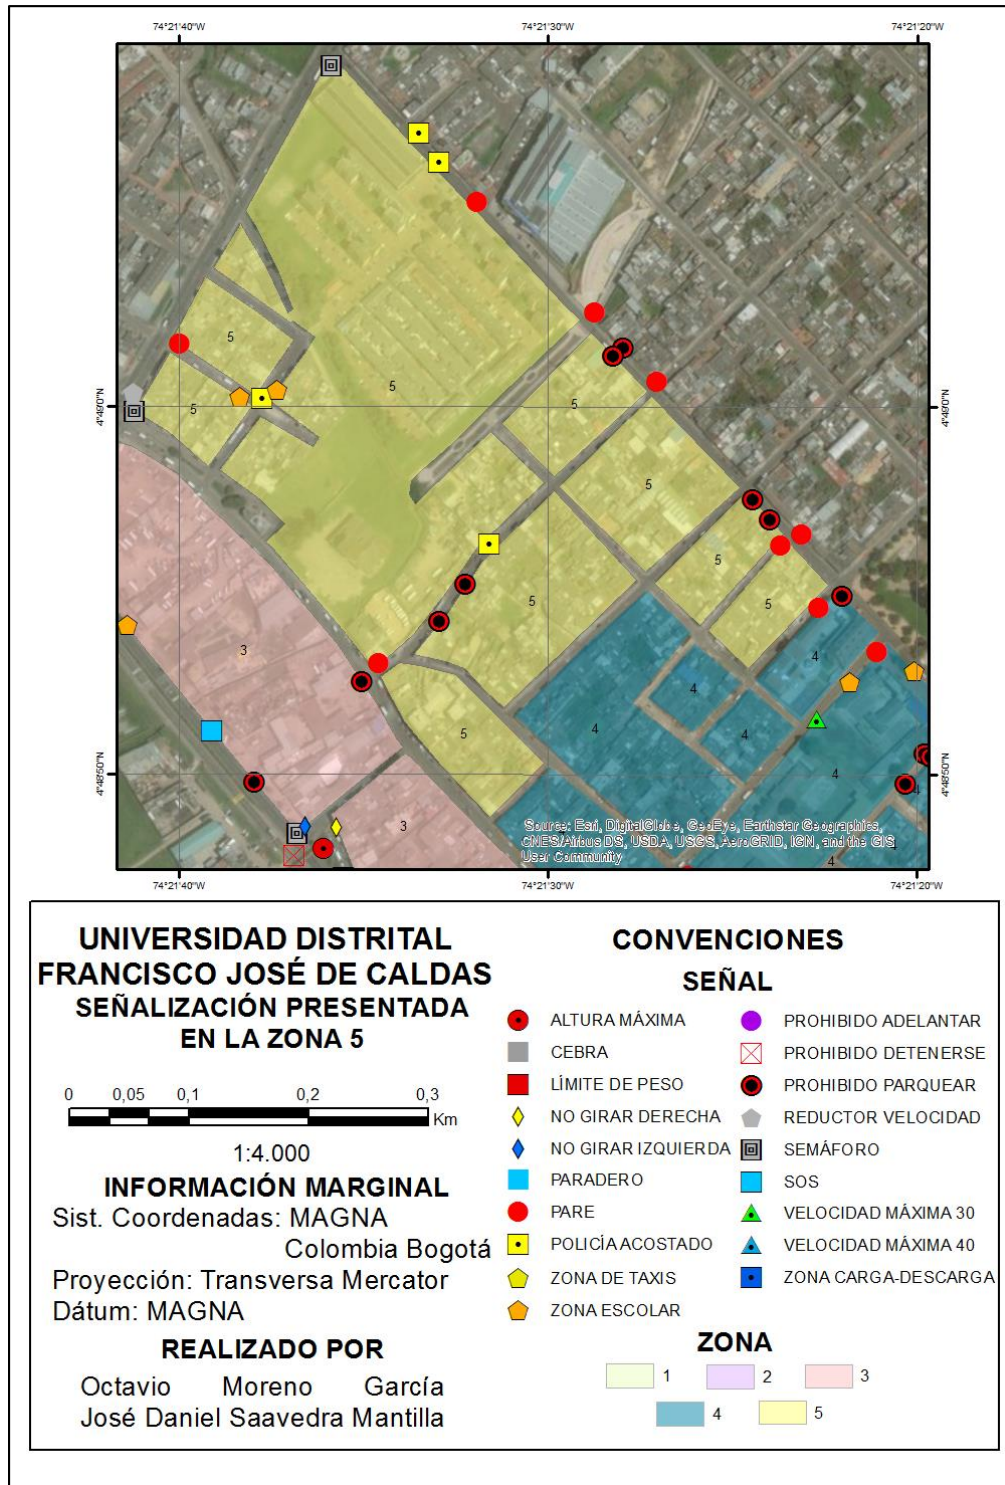 74°21'40"W 74°21'30"W 74°21'20"W
5
5
5
5
4°49'0"N 4°49'0"N
5
5
5
5
5
3
4
4
4
4
5
4
3
4°48'50"N 4°48'50"N
4
4
4
Source: Esri, DigitalGlobe, GeoEye, Earthstar Geographics,
CNES/Airbus DS, USDA, USGS, AeroGRID, IGN, and the GIS
User Community
74°21'40"W 74°21'30"W 74°21'20"W
UNIVERSIDAD DISTRITAL
FRANCISCO JOSÉ DE CALDAS
SEÑALIZACIÓN PRESENTADA
EN LA ZONA 5
0 0,05 0,1 0,2 0,3
Km
1:4.000
INFORMACIÓN MARGINAL
Sist. Coordenadas: MAGNA
Colombia Bogotá
Proyección: Transversa Mercator
Dátum: MAGNA
REALIZADO POR
Octavio Moreno García
José Daniel Saavedra Mantilla
CONVENCIONES
SEÑAL
ALTURA MÁXIMA
CEBRA
LÍMITE DE PESO
NO GIRAR DERECHA
NO GIRAR IZQUIERDA
PARADERO
PARE
POLICÍA ACOSTADO
ZONA DE TAXIS
ZONA ESCOLAR
PROHIBIDO ADELANTAR
PROHIBIDO DETENERSE
PROHIBIDO PARQUEAR
REDUCTOR VELOCIDAD
SEMÁFORO
SOS
VELOCIDAD MÁXIMA 30
VELOCIDAD MÁXIMA 40
ZONA CARGA-DESCARGA
ZONA
1 2 3
4 5